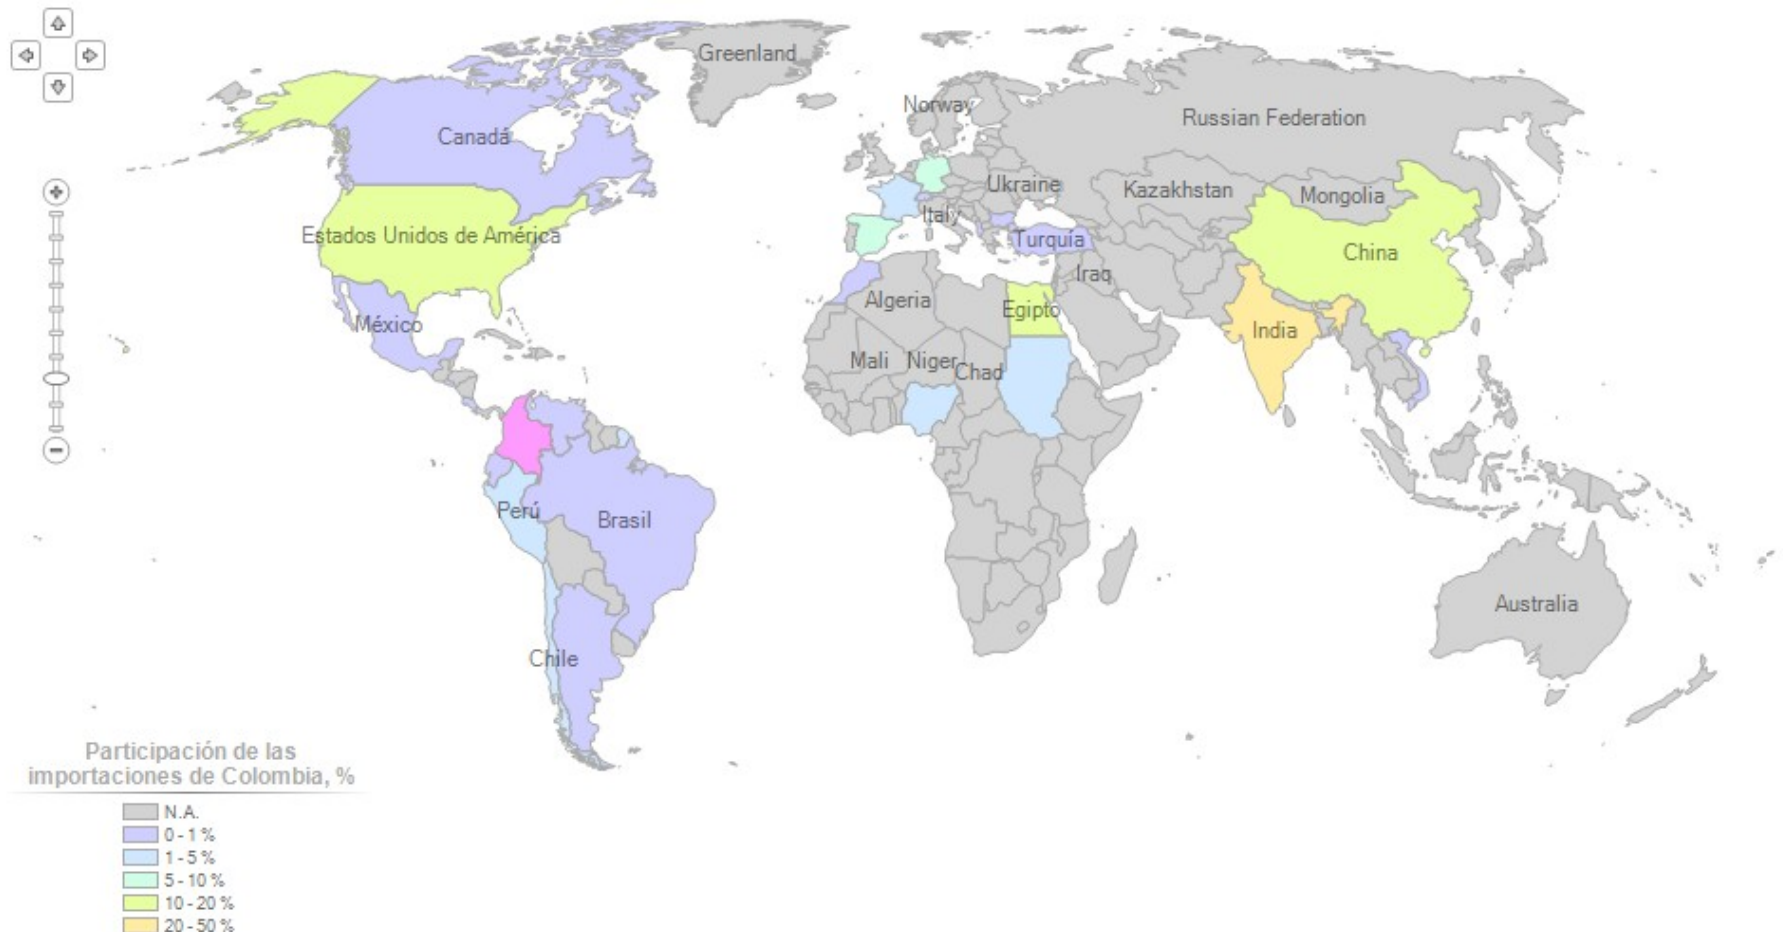 Greenland
Norway
Russian Federation
Canadá
Ukraine
Kazakhstan
Mongolia
Italy
Estados Unidos de América
Turquía
China
Iraq
Algeria
Egipto
México
India
Mali
Niger
Chad
Perú
Brasil
Australia
Chile
Participación de las
importaciones de Colombia, %
N.A.
0 - 1 %
1 - 5 %
5 - 10 %
10 - 20 %
20 - 50 %